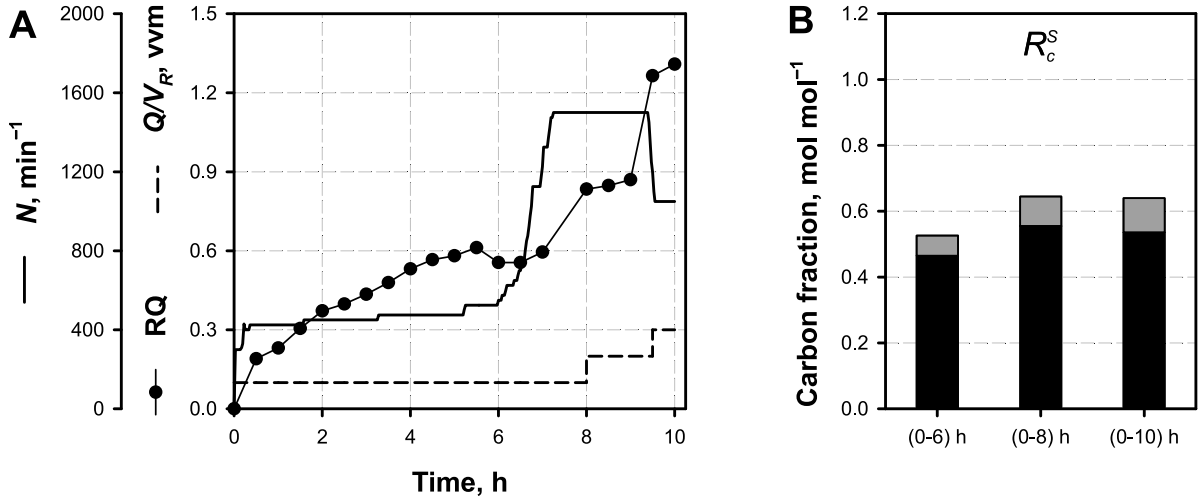 A
N, min⁻¹
2000
1600
1200
800
400
0
RQ
Q/V_R, vvm
1.5
1.2
0.9
0.6
0.3
0.0
0 2 4 6 8 10
Time, h
B
Carbon fraction, mol mol⁻¹
1.2
1.0
0.8
0.6
0.4
0.2
0.0
R_c^S
(0-6) h (0-8) h (0-10) h